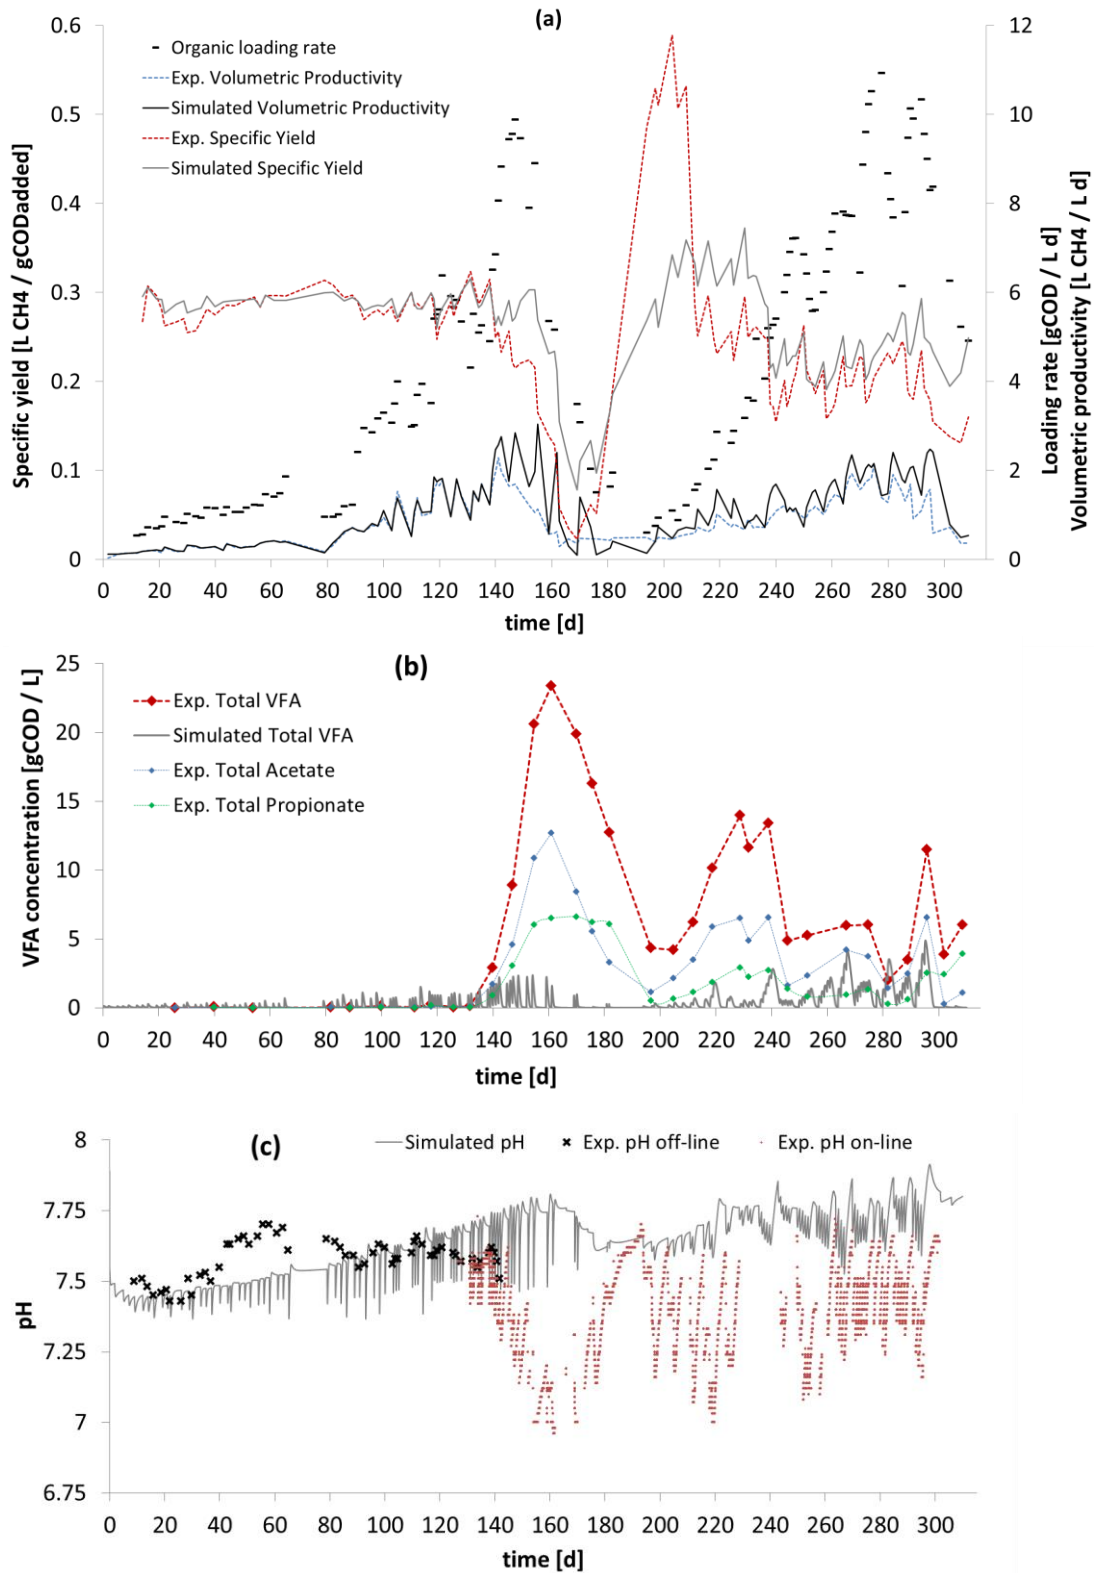 (a)
0.6
0.5
0.4
0.3
0.2
0.1
0
Specific yield [L CH4 / gCODadded]
Organic loading rate
Exp. Volumetric Productivity
Simulated Volumetric Productivity
Exp. Specific Yield
Simulated Specific Yield
12
10
8
6
4
2
0
Loading rate [gCOD / L d]
Volumetric productivity [L CH4 / L d]
0 20 40 60 80 100 120 140 160 180 200 220 240 260 280 300
time [d]
(b)
25
20
15
10
5
0
VFA concentration [gCOD / L]
Exp. Total VFA
Simulated Total VFA
Exp. Total Acetate
Exp. Total Propionate
0 20 40 60 80 100 120 140 160 180 200 220 240 260 280 300
time [d]
(c)
8
7.75
7.5
7.25
7
6.75
pH
Simulated pH Exp. pH off-line Exp. pH on-line
0 20 40 60 80 100 120 140 160 180 200 220 240 260 280 300
time [d]